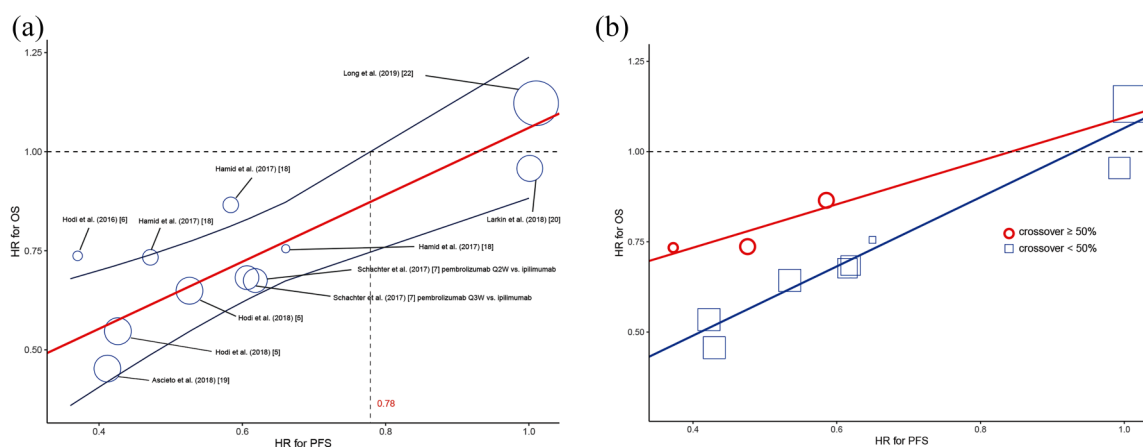 (a)
1.25
1.00
0.75
0.50
HR for OS
0.4
0.6
0.8
1.0
HR for PFS
Long et al. (2019) [22]
Hamid et al. (2017) [18]
Hodi et al. (2016) [6]
Hamid et al. (2017) [18]
Larkin et al. (2018) [20]
Hamid et al. (2017) [18]
Schachter et al. (2017) [7] pembrolizumab Q2W vs. ipilimumab
Schachter et al. (2017) [7] pembrolizumab Q3W vs. ipilimumab
Hodi et al. (2018) [5]
Hodi et al. (2018) [5]
Ascieto et al. (2018) [19]
0.78
(b)
1.25
1.00
0.75
0.50
HR for OS
0.4
0.6
0.8
1.0
HR for PFS
crossover ≥ 50%
crossover < 50%